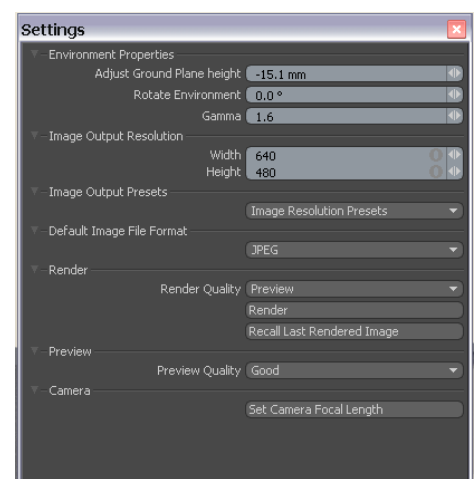 Settings
Environment Properties
Adjust Ground Plane height -15.1 mm
Rotate Environment 0.0 °
Gamma 1.6
Image Output Resolution
Width 640
Height 480
Image Output Presets
Image Resolution Presets
Default Image File Format
JPEG
Render
Render Quality Preview
Render
Recall Last Rendered Image
Preview
Preview Quality Good
Camera
Set Camera Focal Length